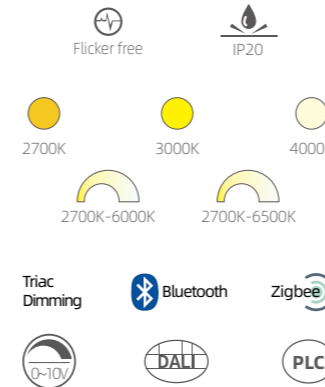 Flicker free IP20
2700K 3000K 4000
2700K-6000K 2700K-6500K
Triac
Dimming
Bluetooth Zigbee
0~10V DALI PLC